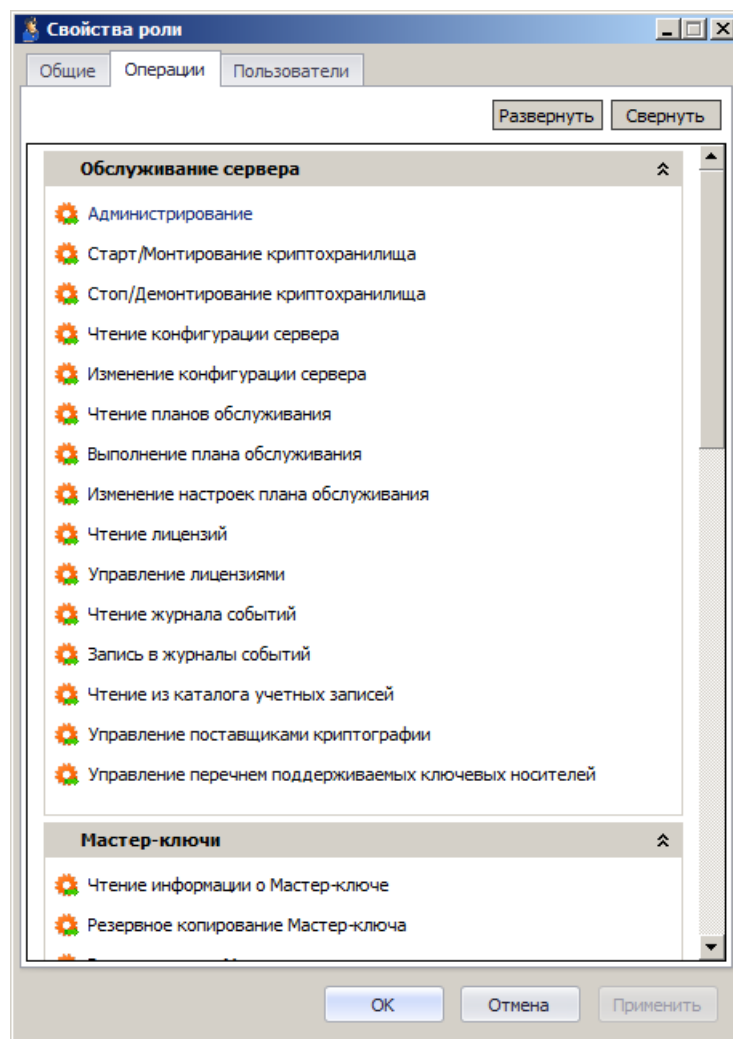 Свойства роли
Общие Операции Пользователи
Развернуть Свернуть
Обслуживание сервера
Администрирование
Старт/Монтирование криптохранилища
Стоп/Демонтирование криптохранилища
Чтение конфигурации сервера
Изменение конфигурации сервера
Чтение планов обслуживания
Выполнение плана обслуживания
Изменение настроек плана обслуживания
Чтение лицензий
Управление лицензиями
Чтение журнала событий
Запись в журналы событий
Чтение из каталога учетных записей
Управление поставщиками криптографии
Управление перечнем поддерживаемых ключевых носителей
Мастер-ключи
Чтение информации о Мастер-ключе
Резервное копирование Мастер-ключа
ОК Отмена Применить